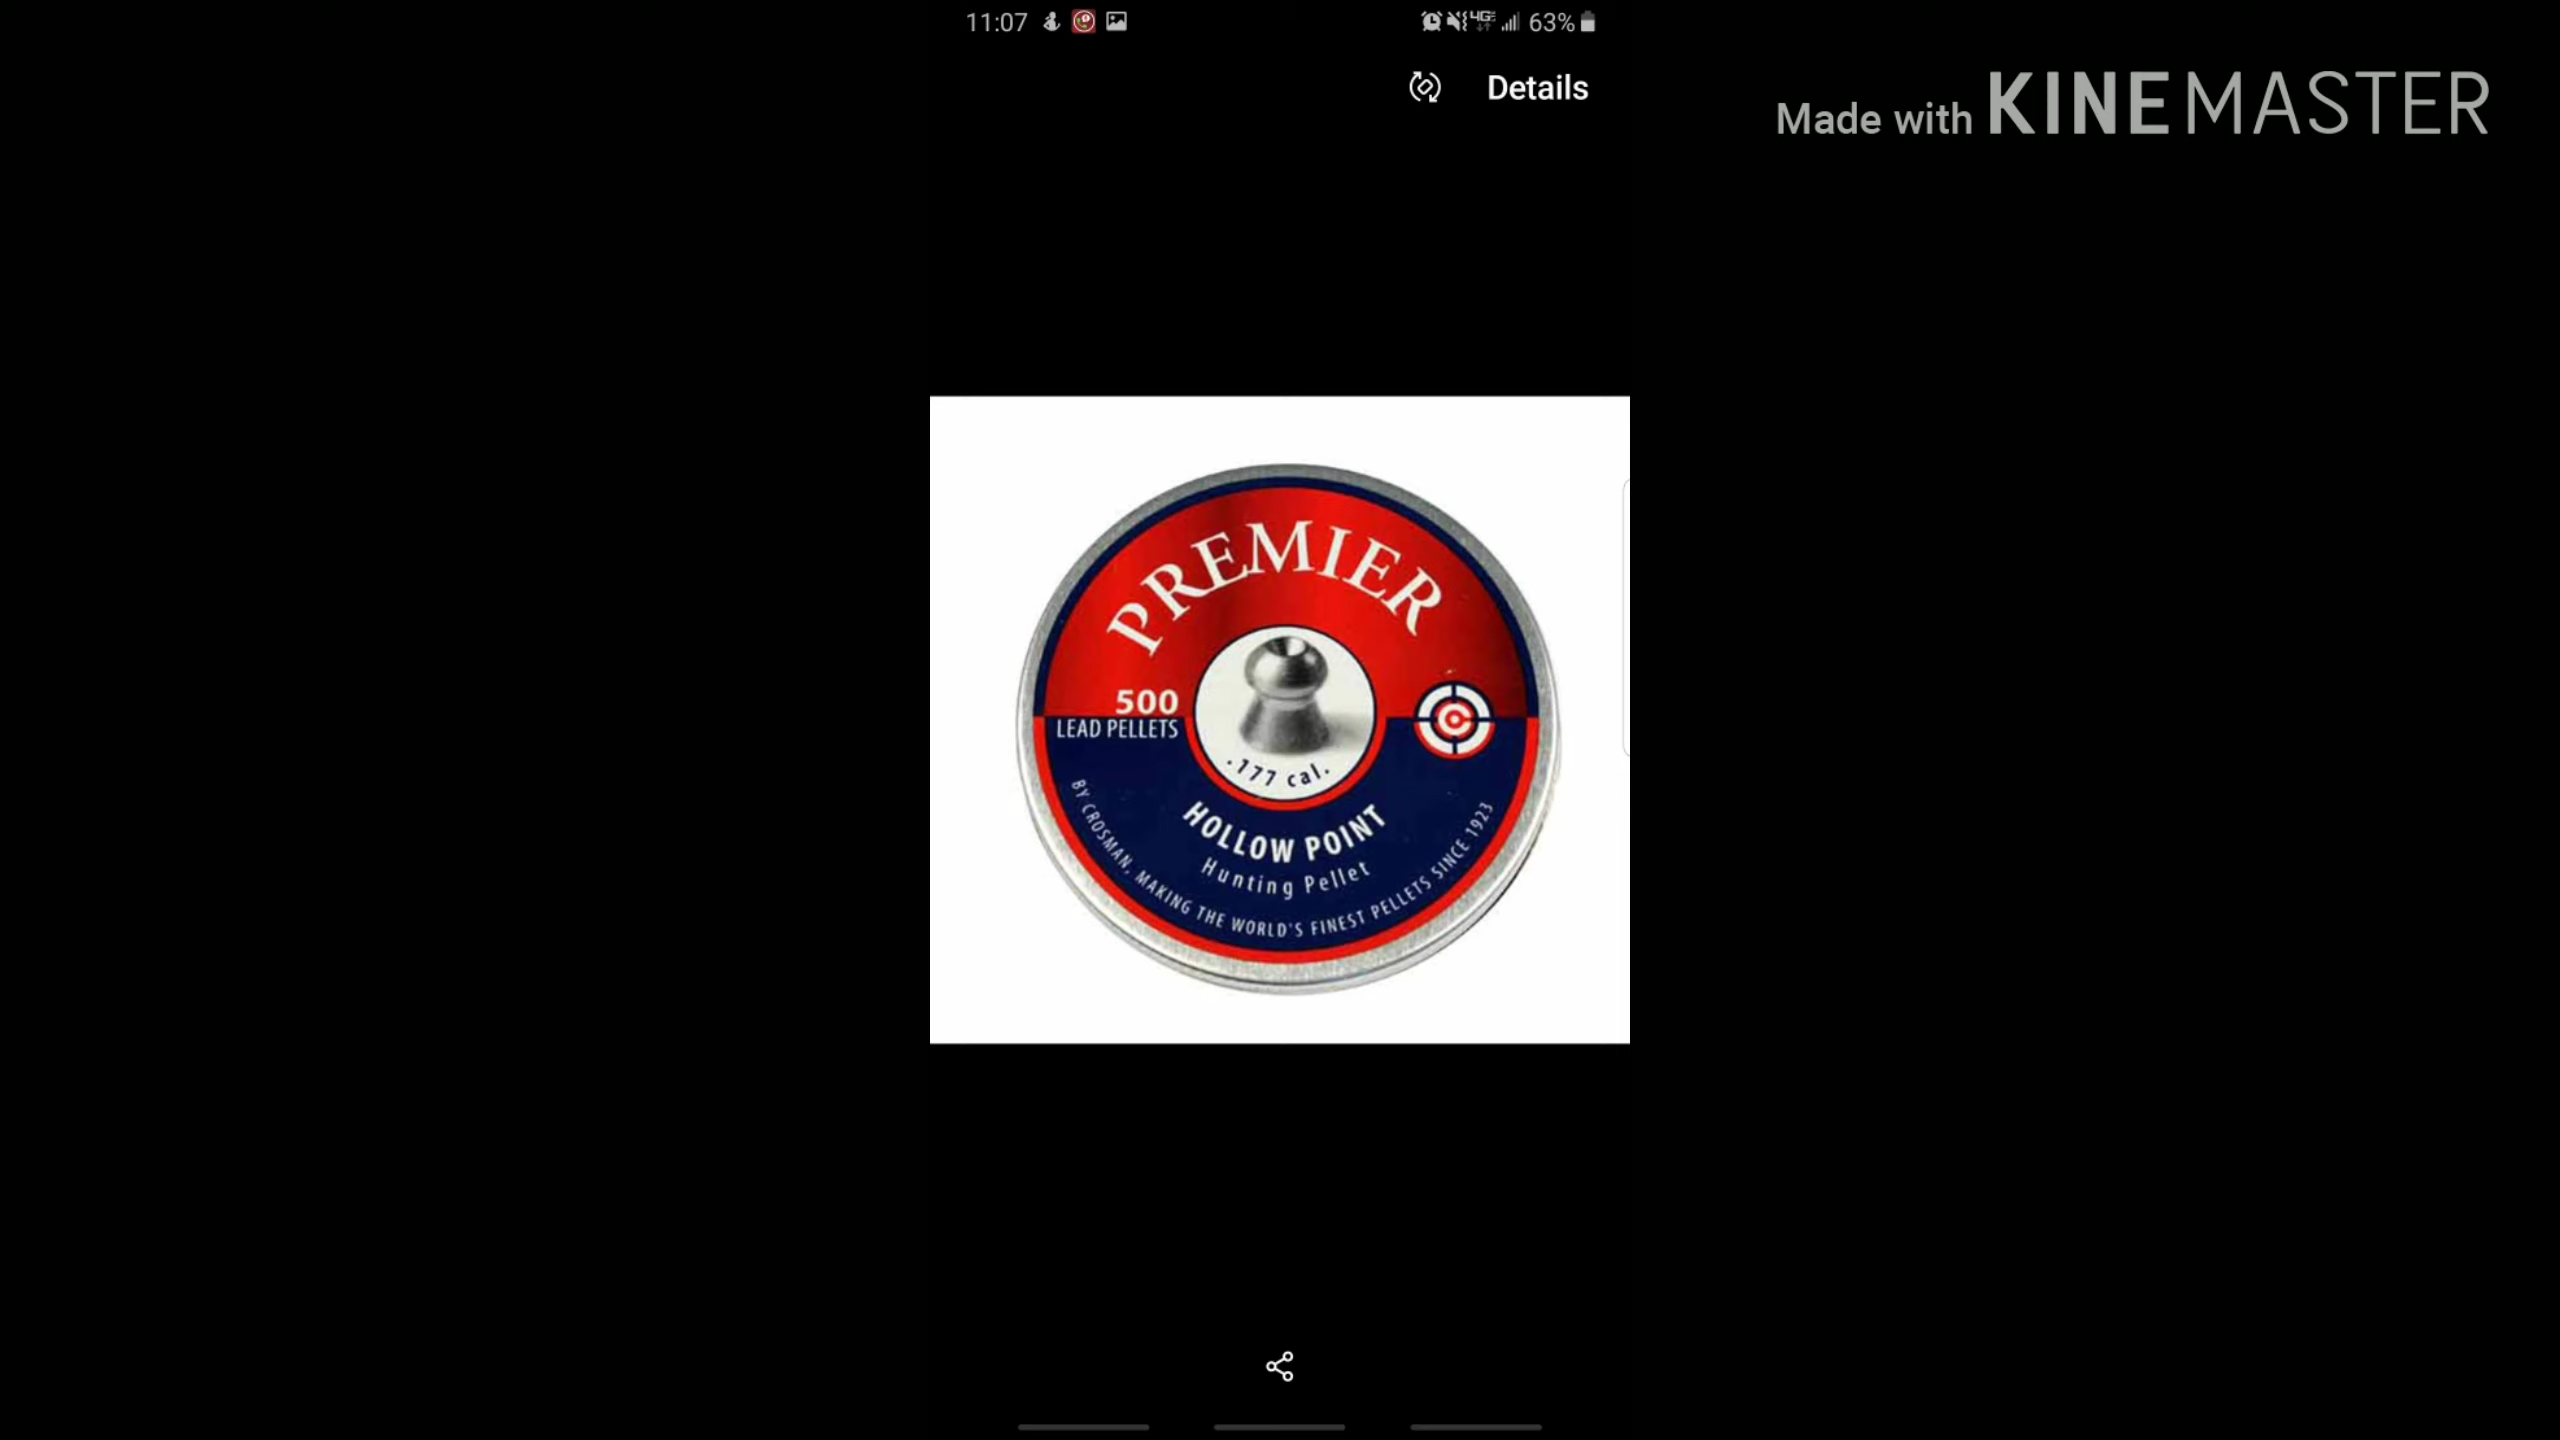 11:07
4GE 63%
Details
Made with KINEMASTER
PREMIER
500
LEAD PELLETS
.177 cal.
HOLLOW POINT
Hunting Pellet
BY CROSMAN, MAKING THE WORLD'S FINEST PELLETS SINCE 1923